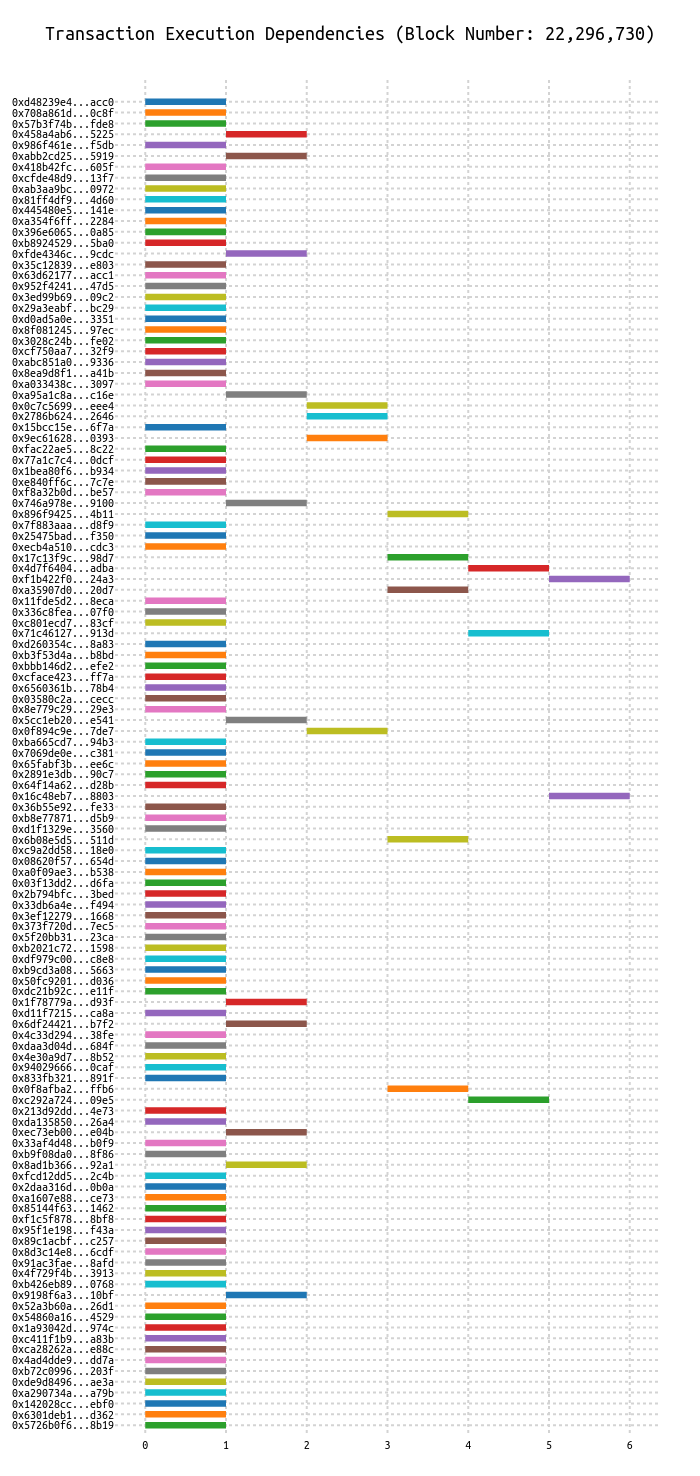 Transaction Execution Dependencies (Block Number: 22,296,730)
0xd48239e4...acc0
0x708a861d...0c8f
0x57b3f74b...fde8
0x458a4ab6...5225
0x986f461e...f5db
0xabb2cd25...5919
0x418b42fc...605f
0xcfde48d9...13f7
0xab3aa9bc...0972
0x81ff4df9...4d60
0x445480e5...141e
0xa354f6ff...2284
0x396e6065...0a85
0xb8924529...5ba0
0xfde4346c...9cdc
0x35c12839...e803
0x63d62177...acc1
0x952f4241...47d5
0x3ed99b69...09c2
0x29a3eabf...bc29
0xd0ad5a0e...3351
0x8f081245...97ec
0x3028c24b...fe02
0xcf750aa7...32f9
0xabc851a0...9336
0x8ea9d8f1...a41b
0xa033438c...3097
0xa95a1c8a...c16e
0x0c7c5699...eee4
0x2786b624...2646
0x15bcc15e...6f7a
0x9ec61628...0393
0xfac22ae5...8c22
0x77a1c7c4...0dcf
0x1bea80f6...b934
0xe840ff6c...7c7e
0xf8a32b0d...be57
0x746a978e...9100
0x896f9425...4b11
0x7f883aaa...d8f9
0x25475bad...f350
0xecb4a510...cdc3
0x17c13f9c...98d7
0x4d7f6404...adba
0xf1b422f0...24a3
0xa35907d0...20d7
0x11fde5d2...8eca
0x336c8fea...07f0
0xc801ecd7...83cf
0x71c46127...913d
0xd260354c...8a83
0xb3f53d4a...b8bd
0xbbb146d2...efe2
0xcface423...ff7a
0x6560361b...78b4
0x03580c2a...cecc
0x8e779c29...29e3
0x5cc1eb20...e541
0x0f894c9e...7de7
0xba665cd7...94b3
0x7069de0e...c381
0x65fabf3b...ee6c
0x2891e3db...90c7
0x64f14a62...d28b
0x16c48eb7...8803
0x36b55e92...fe33
0xb8e77871...d5b9
0xd1f1329e...3560
0x6b08e5d5...511d
0xc9a2dd58...18e0
0x08620f57...654d
0xa0f09ae3...b538
0x03f13dd2...d6fa
0x2b794bfc...3bed
0x33db6a4e...f494
0x3ef12279...1668
0x373f720d...7ec5
0x5f20bb31...23ca
0xb2021c72...1598
0xdf979c00...c8e8
0xb9cd3a08...5663
0x50fc9201...d036
0xdc21b92c...e11f
0x1f78779a...d93f
0xd11f7215...ca8a
0x6df24421...b7f2
0x4c33d294...38fe
0xdaa3d04d...684f
0x4e30a9d7...8b52
0x94029666...0caf
0x833fb321...891f
0x0f8afba2...ffb6
0xc292a724...09e5
0x213d92dd...4e73
0xda135850...26a4
0xec73eb00...e04b
0x33af4d48...b0f9
0xb9f08da0...8f86
0x8ad1b366...92a1
0xfcd12dd5...2c4b
0x2daa316d...0b0a
0xa1607e88...ce73
0x85144f63...1462
0xf1c5f878...8bf8
0x95f1e198...f43a
0x89c1acbf...c257
0x8d3c14e8...6cdf
0x91ac3fae...8afd
0x4f729f4b...3913
0xb426eb89...0768
0x9198f6a3...10bf
0x52a3b60a...26d1
0x54860a16...4529
0x1a93042d...974c
0xc411f1b9...a83b
0xca28262a...e88c
0x4ad4dde9...dd7a
0xb72c0996...203f
0xde9d8496...ae3a
0xa290734a...a79b
0x142028cc...ebf0
0x6301deb1...d362
0x5726b0f6...8b19
0 1 2 3 4 5 6